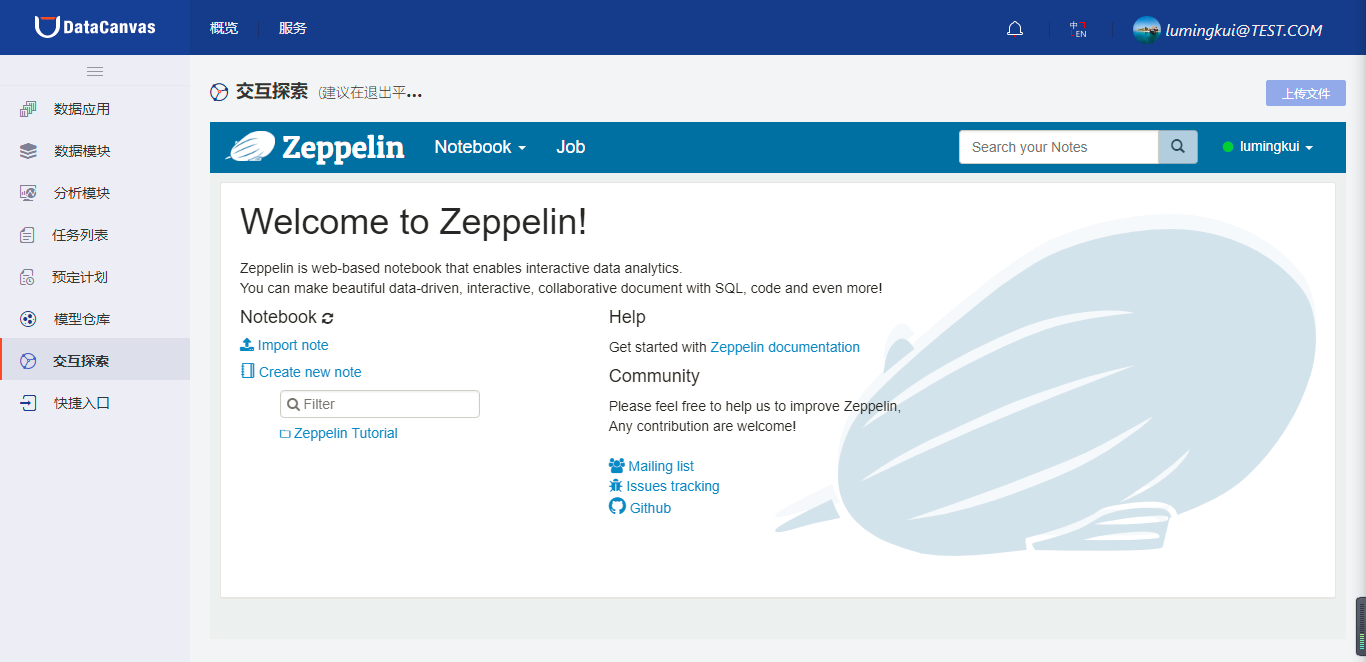 DataCanvas
概览
服务
中
EN
lumingkui@TEST.COM
数据应用
数据模块
分析模块
任务列表
预定计划
模型仓库
交互探索
快捷入口
交互探索 (建议在退出平...
上传文件
Zeppelin
Notebook
Job
Search your Notes
lumingkui
Welcome to Zeppelin!
Zeppelin is web-based notebook that enables interactive data analytics.
You can make beautiful data-driven, interactive, collaborative document with SQL, code and even more!
Notebook
Import note
Create new note
Filter
Zeppelin Tutorial
Help
Get started with Zeppelin documentation
Community
Please feel free to help us to improve Zeppelin,
Any contribution are welcome!
Mailing list
Issues tracking
Github